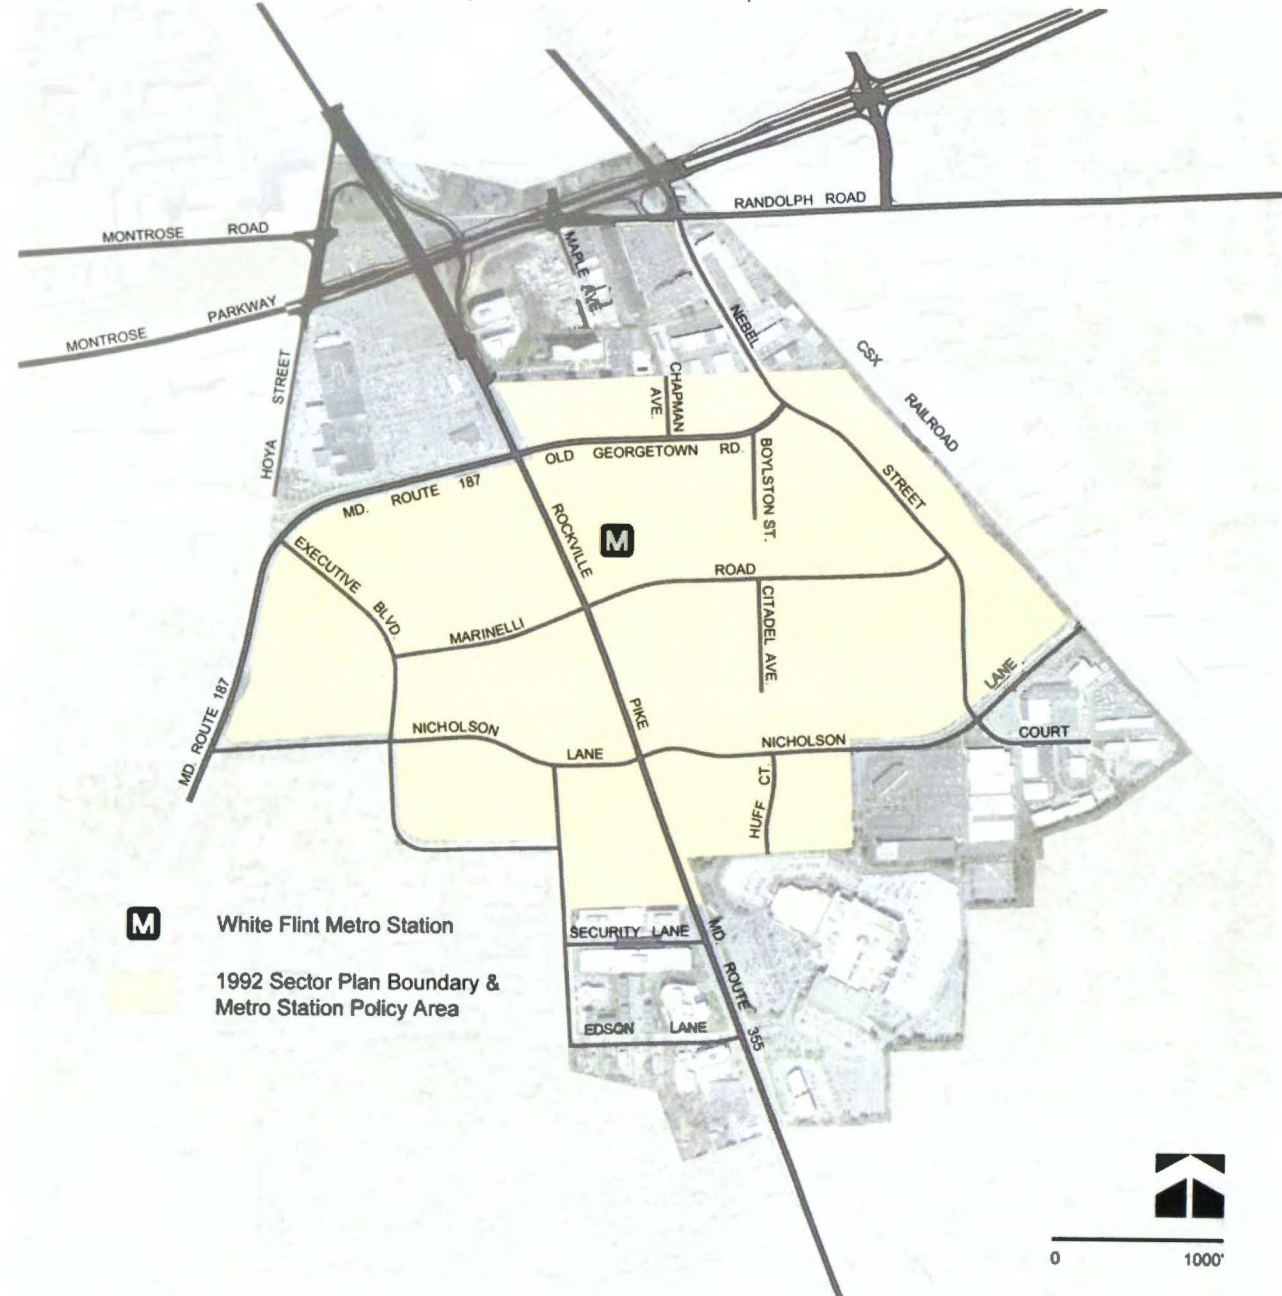 RANDOLPH ROAD
MONTROSE ROAD
MAPLE AVE.
MONTROSE PARKWAY
NEBEL
CSX
RAILROAD
HOYA STREET
CHAPMAN
AVE.
OLD GEORGETOWN RD.
BOYLSTON ST.
STREET
MD. ROUTE 187
ROCKVILLE
M
EXECUTIVE BLVD.
ROAD
CITADEL AVE.
MARINELLI
LANE
MD. ROUTE 187
PIKE
NICHOLSON
LANE
NICHOLSON
COURT
HUFF CT.
M White Flint Metro Station
SECURITY LANE
MD. ROUTE 355
1992 Sector Plan Boundary &
Metro Station Policy Area
EDSON LANE
0 1000'